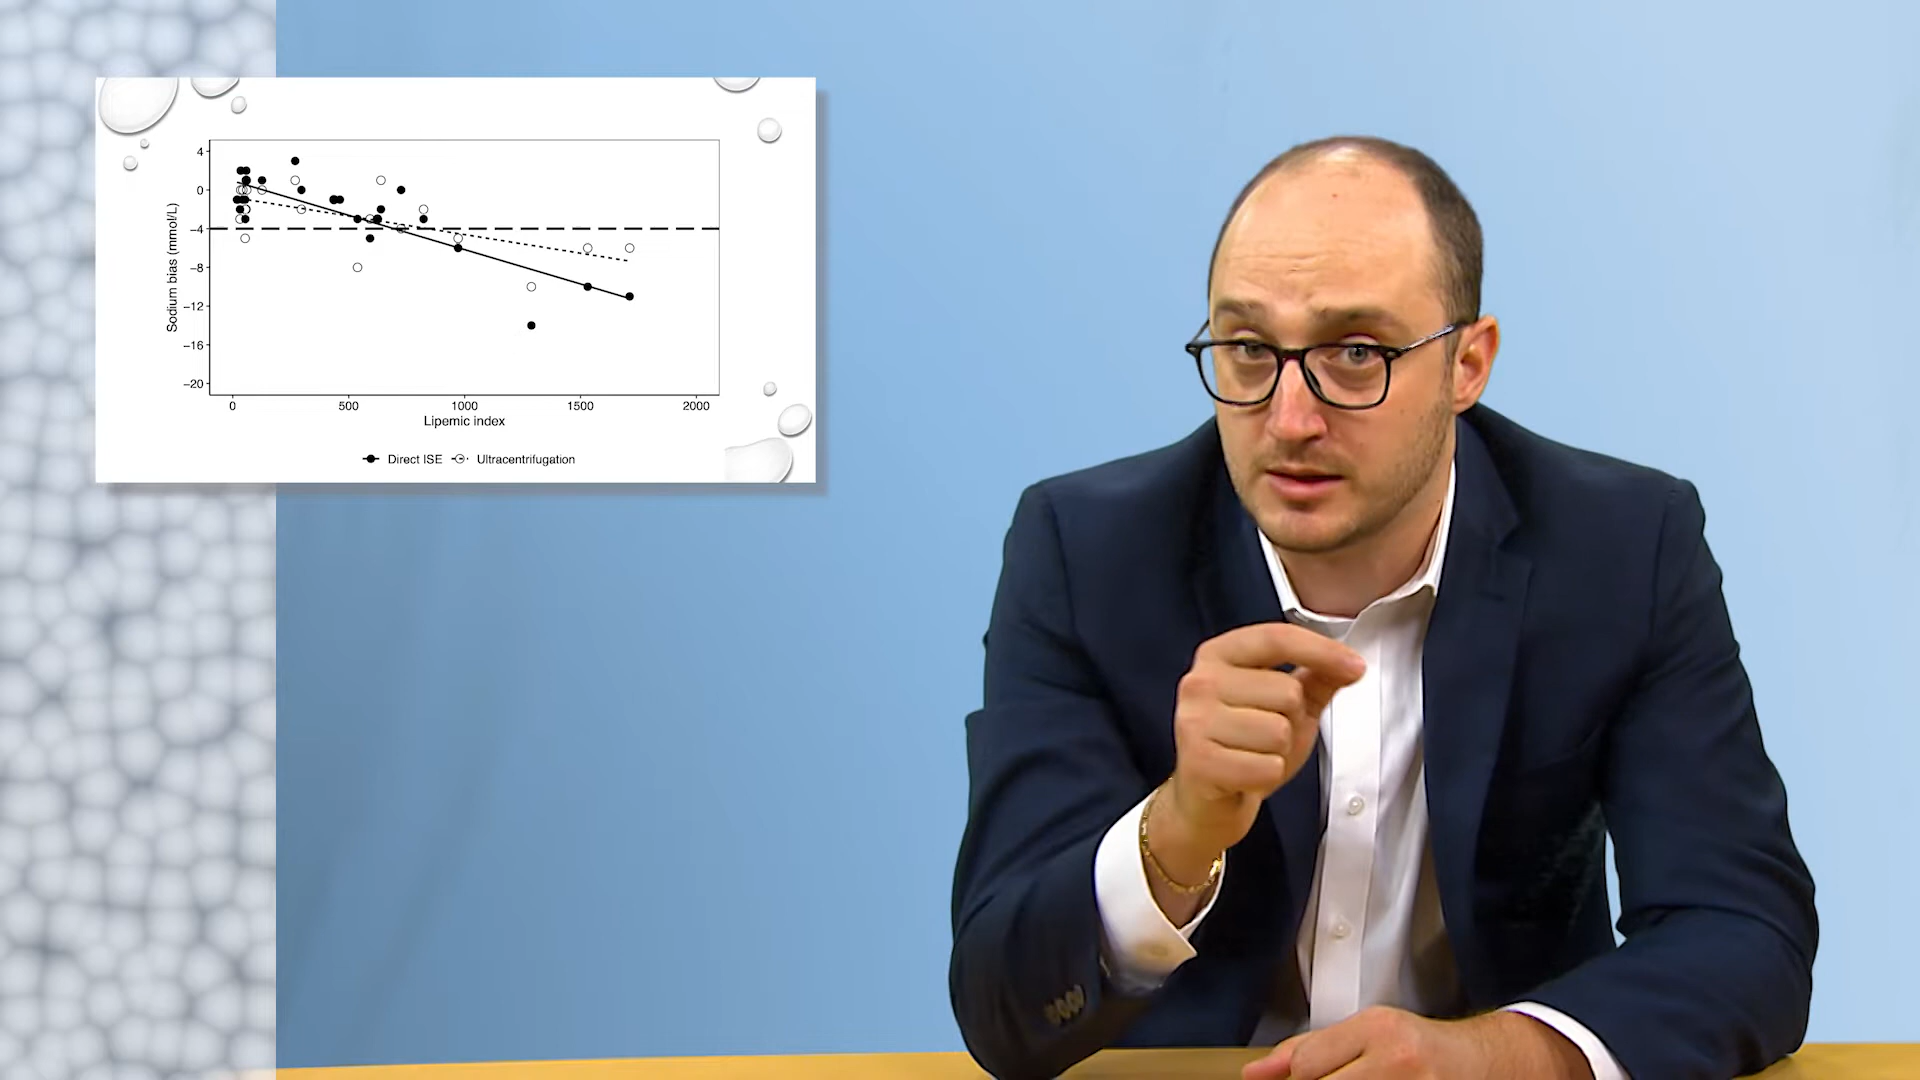 4
0
−4
−8
−12
−16
−20
Sodium bias (mmol/L)
0 500 1000 1500 2000
Lipemic index
Direct ISE Ultracentrifugation